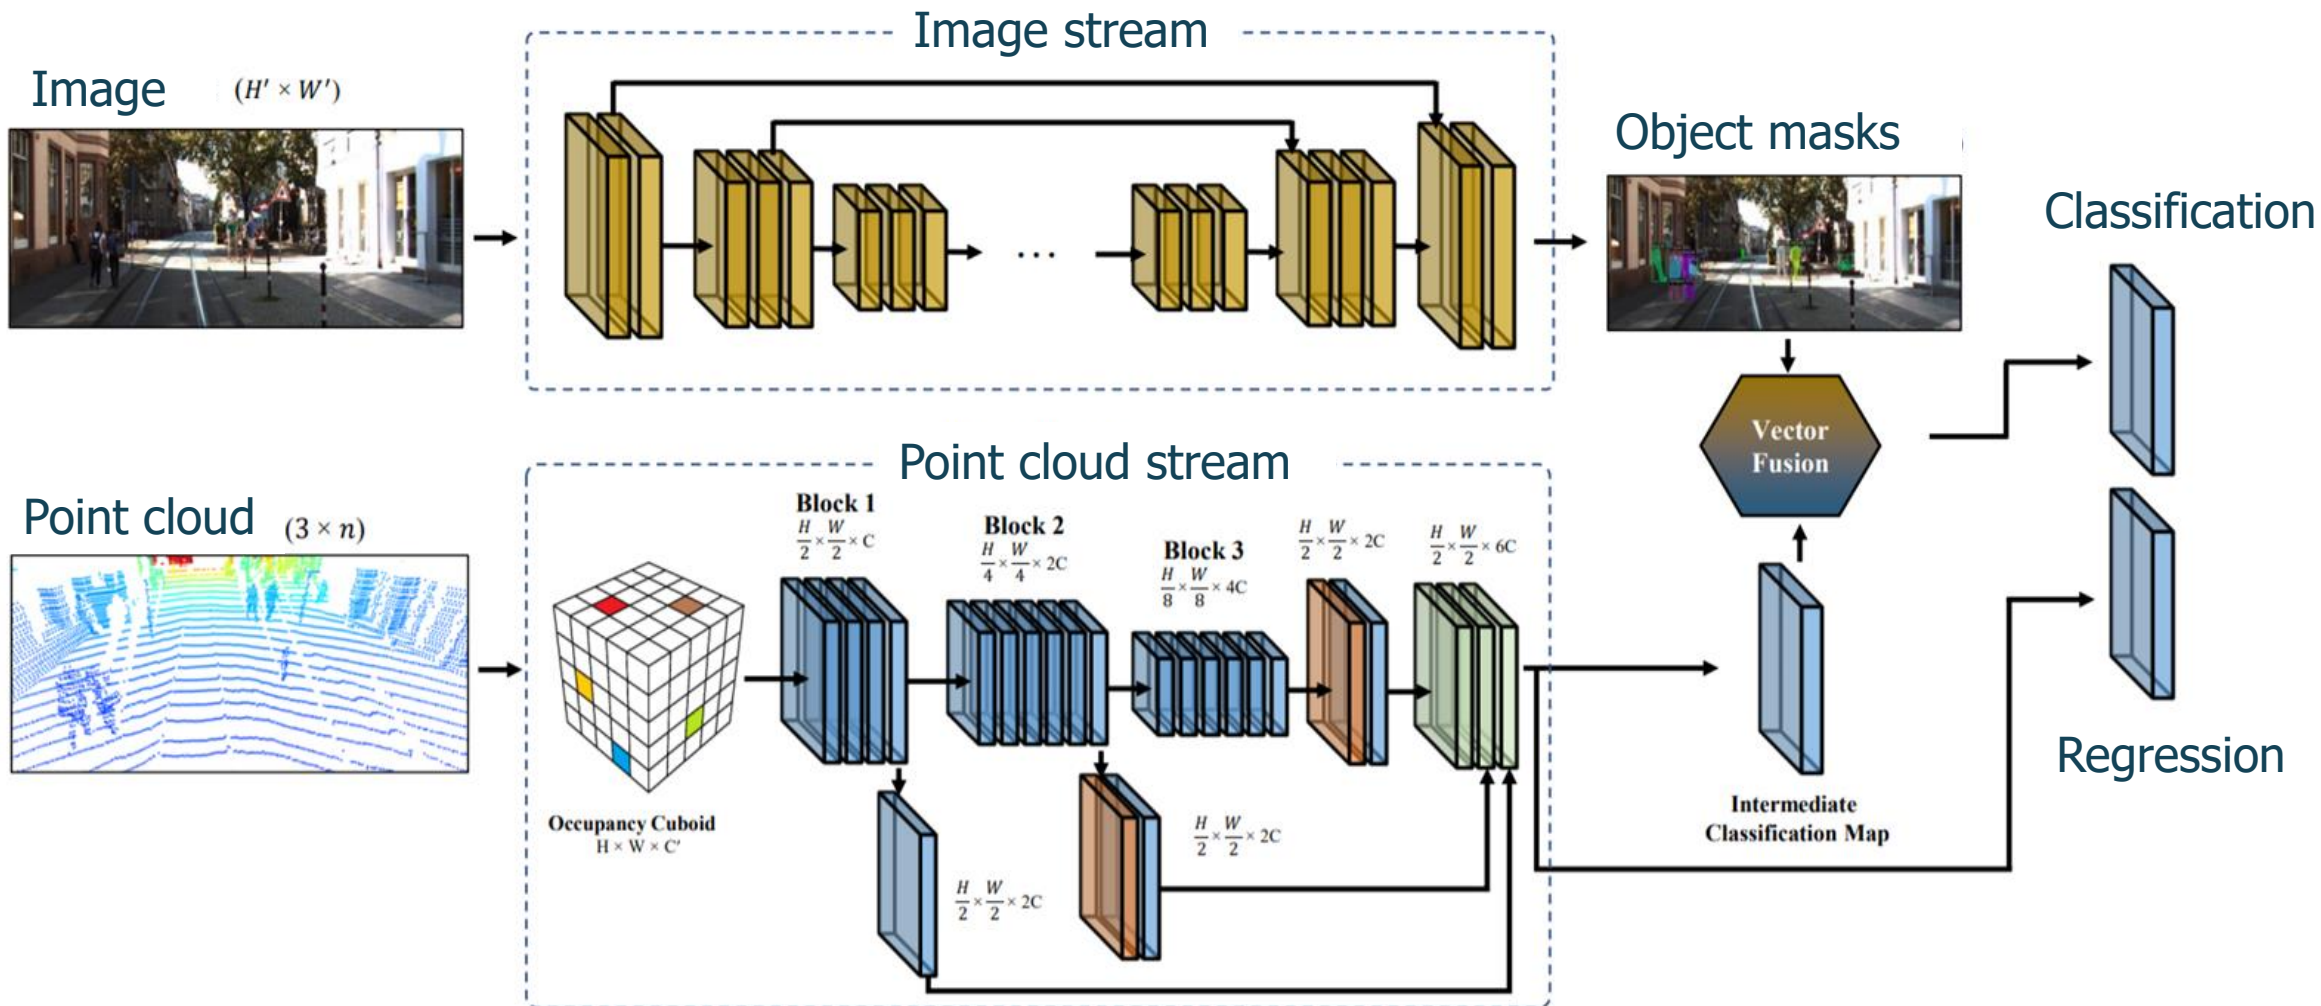 Image stream
Image (H′ × W′)
Object masks
Classification
Vector
Fusion
Point cloud stream
Point cloud (3 × n)
Block 1
H/2 × W/2 × C
Block 2
H/4 × W/4 × 2C
Block 3
H/8 × W/8 × 4C
H/2 × W/2 × 2C
H/2 × W/2 × 6C
...
Occupancy Cuboid
H × W × C'
H/2 × W/2 × 2C
H/2 × W/2 × 2C
Intermediate
Classification Map
Regression